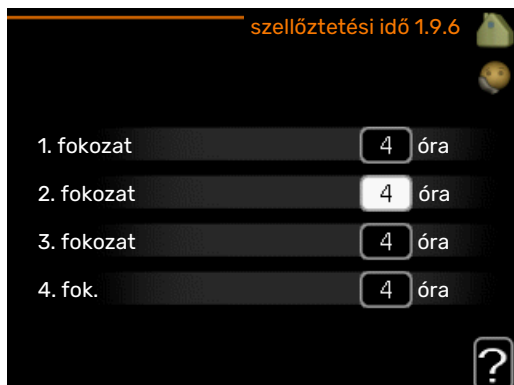 szellőztetési idő 1.9.6
1. fokozat 4 óra
2. fokozat 4 óra
3. fokozat 4 óra
4. fok. 4 óra
?